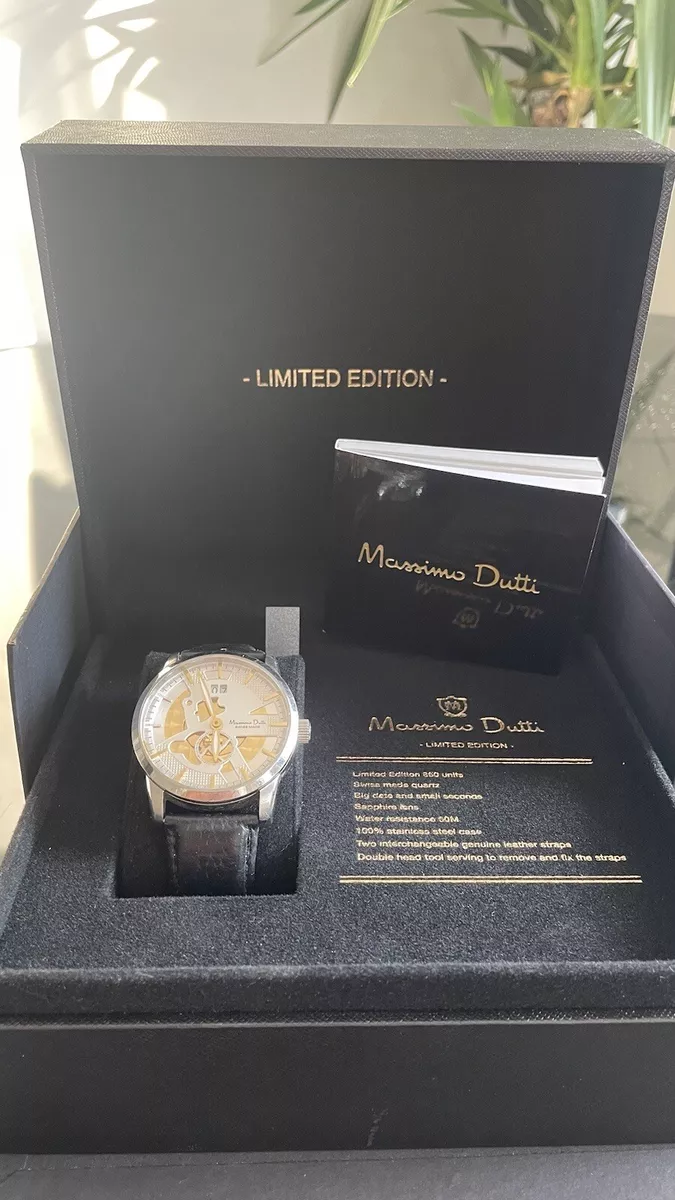 - LIMITED EDITION -
Massimo Dutti
Massimo Dutti
Massimo Dutti
- LIMITED EDITION -
Limited Edition 850 units
Swiss made quartz
Big date and small seconds
Sapphire lens
Water resistance 50M
100% stainless steel case
Two interchangeable genuine leather straps
Double head tool serving to remove and fix the straps